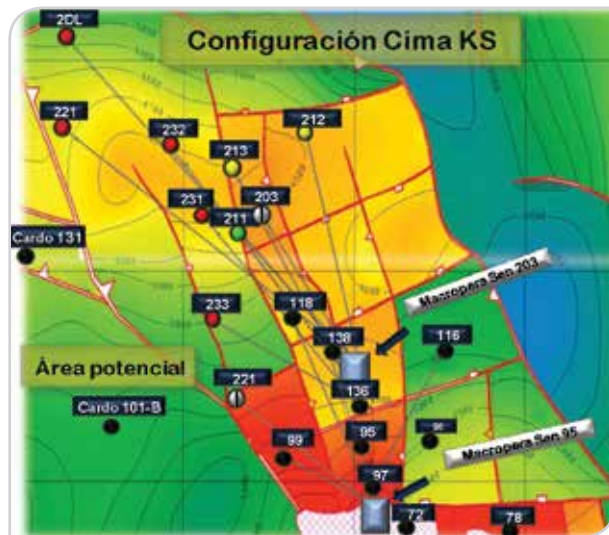 2DL
Configuración Cima KS
221
232
212
213
231
203
211
Cardo 131
Macropera Sen 203
233
118
138
116
Área potencial
221
136
Cardo 101-B
99
95
Macropera Sen 95
97
72
78